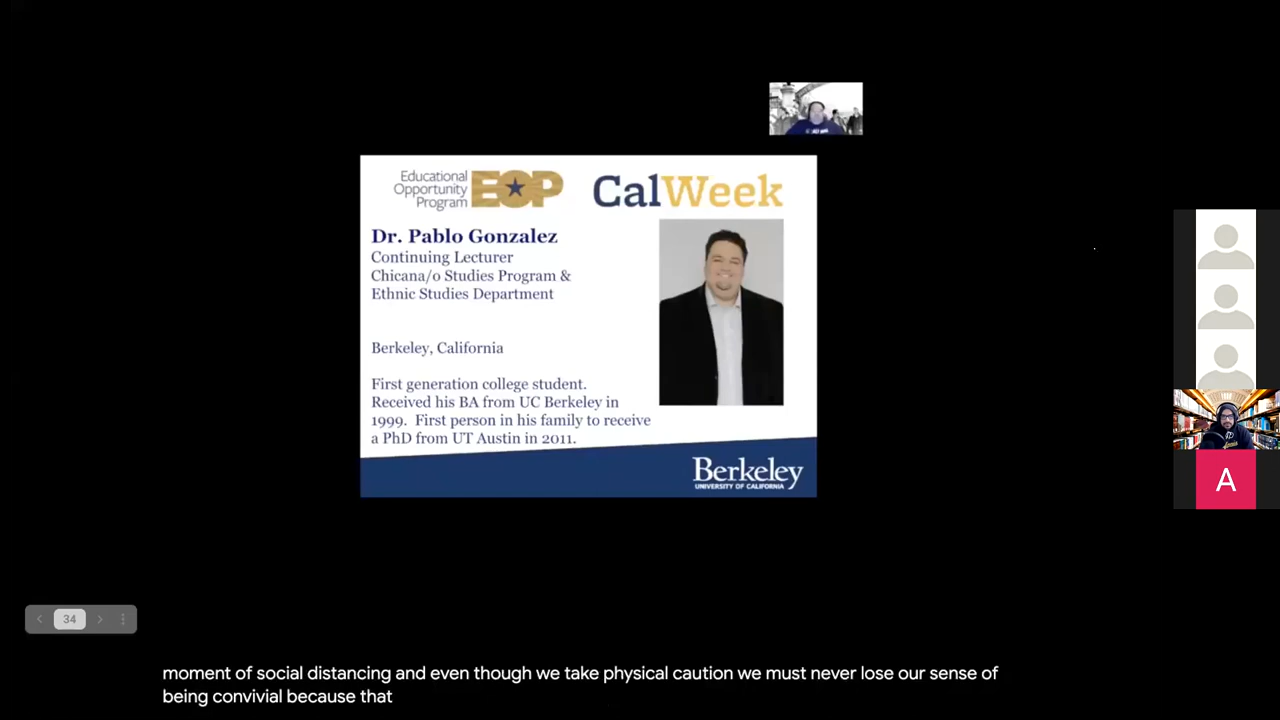 Educational
Opportunity
Program
EOP
CalWeek
Dr. Pablo Gonzalez
Continuing Lecturer
Chicana/o Studies Program &
Ethnic Studies Department
Berkeley, California
First generation college student.
Received his BA from UC Berkeley in
1999.  First person in his family to receive
a PhD from UT Austin in 2011.
Berkeley
UNIVERSITY OF CALIFORNIA
A
34
moment of social distancing and even though we take physical caution we must never lose our sense of
being convivial because that